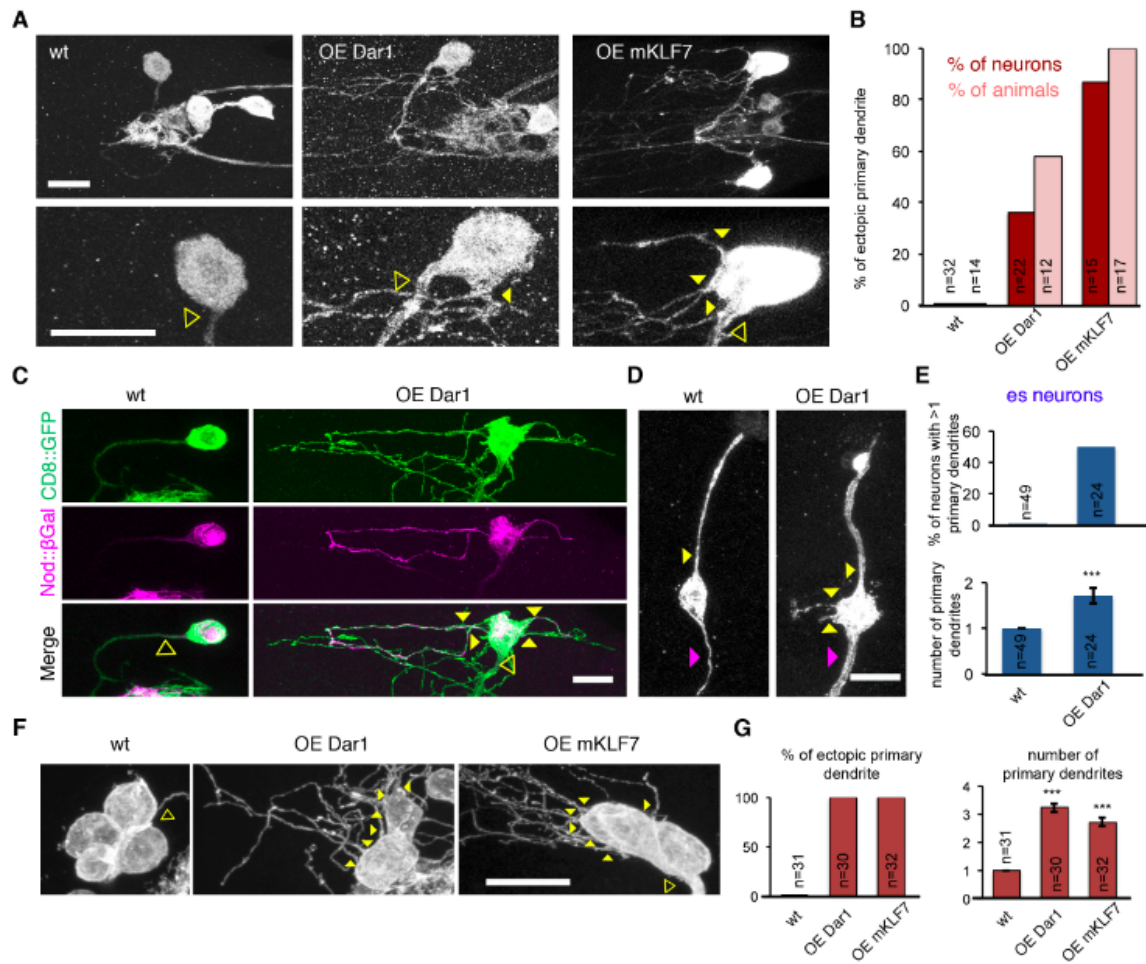 A
wt
OE Dar1
OE mKLF7
B
% of ectopic primary dendrite
100
80
60
40
20
0
% of neurons
% of animals
n=32
n=14
n=22
n=12
n=15
n=17
wt
OE Dar1
OE mKLF7
C
wt
OE Dar1
CD8::GFP
Nod::βGal
Merge
D
wt
OE Dar1
E
es neurons
% of neurons with >1
primary dendrites
60
40
20
0
n=49
n=24
number of primary
dendrites
2
1
0
***
n=49
n=24
wt
OE Dar1
F
wt
OE Dar1
OE mKLF7
G
% of ectopic primary
dendrite
100
50
0
n=31
n=30
n=32
wt
OE Dar1
OE mKLF7
number of
primary dendrites
4
3
2
1
0
***
***
n=31
n=30
n=32
wt
OE Dar1
OE mKLF7